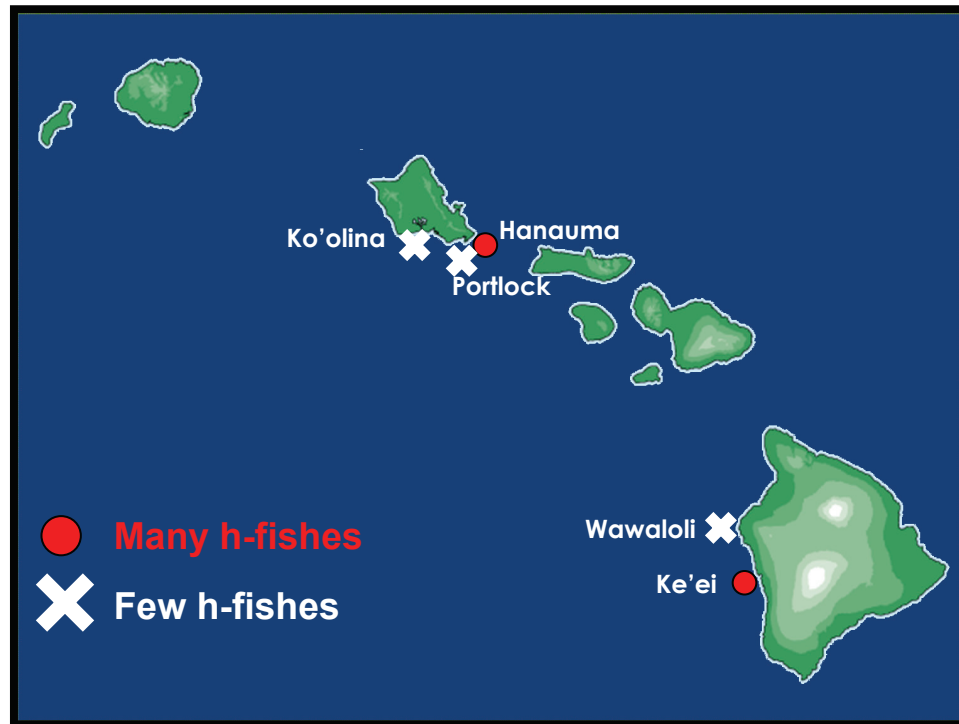 Ko’olina
Hanauma
Portlock
Wawaloli
Ke’ei
Many h-fishes
Few h-fishes